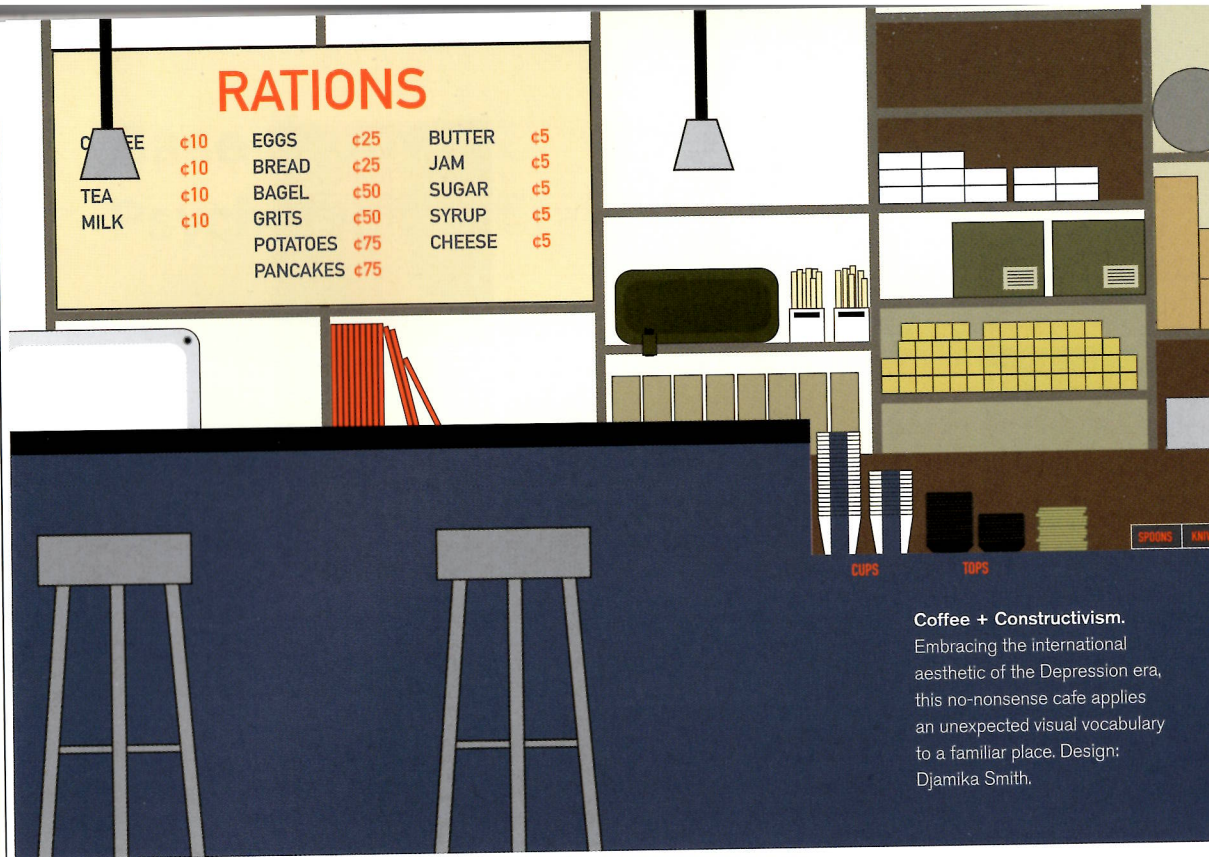 RATIONS
¢10 EGGS ¢25 BUTTER ¢5
¢10 BREAD ¢25 JAM ¢5
TEA ¢10 BAGEL ¢50 SUGAR ¢5
MILK ¢10 GRITS ¢50 SYRUP ¢5
POTATOES ¢75 CHEESE ¢5
PANCAKES ¢75
SPOONS
CUPS TOPS
Coffee + Constructivism.
Embracing the international
aesthetic of the Depression era,
this no-nonsense cafe applies
an unexpected visual vocabulary
to a familiar place. Design:
Djamika Smith.